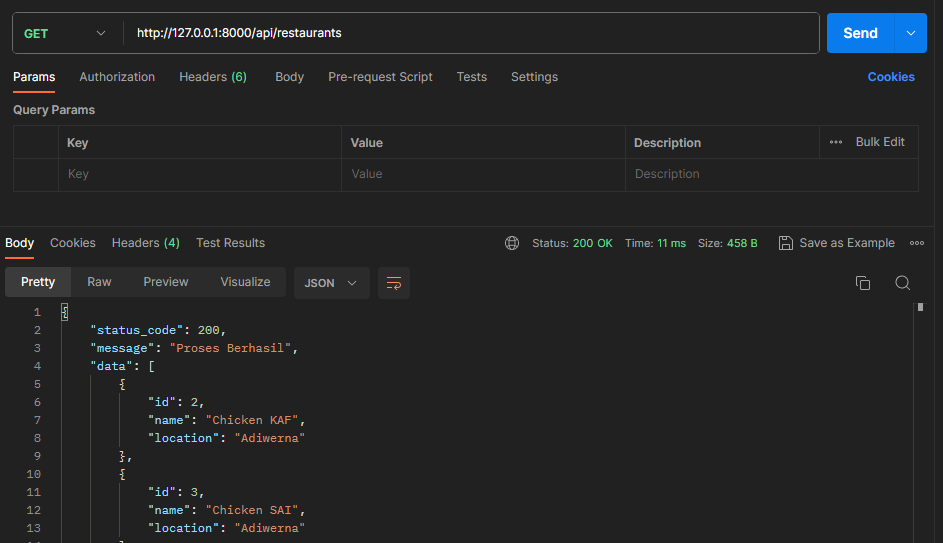 GET http://127.0.0.1:8000/api/restaurants Send
Params Authorization Headers (6) Body Pre-request Script Tests Settings Cookies
Query Params
Key Value Description ••• Bulk Edit
Key Value Description
Body Cookies Headers (4) Test Results Status: 200 OK Time: 11 ms Size: 458 B Save as Example •••
Pretty Raw Preview Visualize JSON
1 {
2 "status_code": 200,
3 "message": "Proses Berhasil",
4 "data": [
5 {
6 "id": 2,
7 "name": "Chicken KAF",
8 "location": "Adiwerna"
9 },
10 {
11 "id": 3,
12 "name": "Chicken SAI",
13 "location": "Adiwerna"